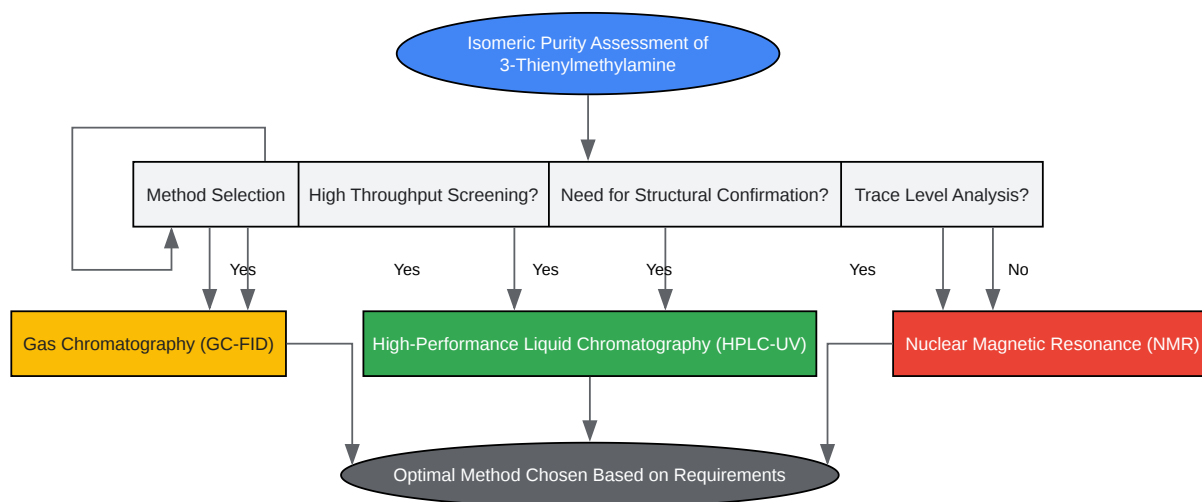 Isomeric Purity Assessment of
3-Thienylmethylamine
Method Selection
High Throughput Screening?
Need for Structural Confirmation?
Trace Level Analysis?
Yes
Yes
Yes
Yes
Yes
No
Gas Chromatography (GC-FID)
High-Performance Liquid Chromatography (HPLC-UV)
Nuclear Magnetic Resonance (NMR)
Optimal Method Chosen Based on Requirements